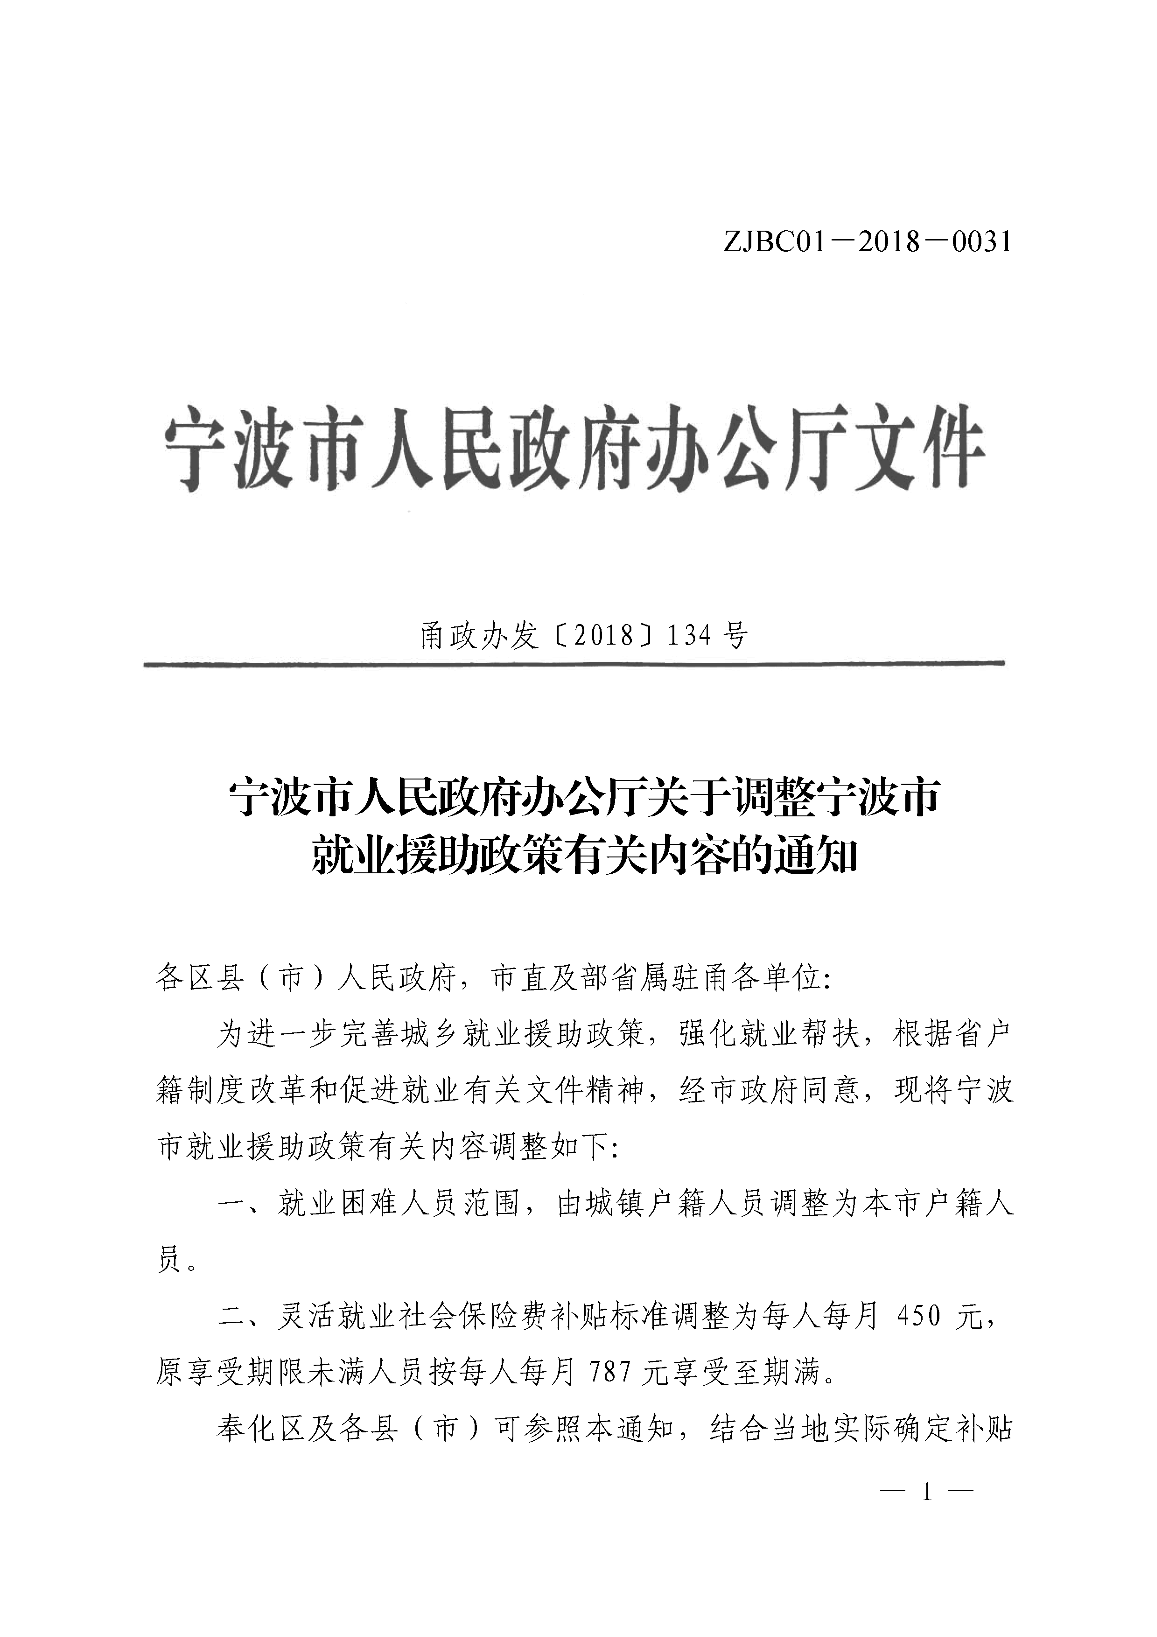 ZJBC01－2018－0031
宁波市人民政府办公厅文件
甬政办发〔2018〕134号
宁波市人民政府办公厅关于调整宁波市
就业援助政策有关内容的通知
各区县（市）人民政府，市直及部省属驻甬各单位：
为进一步完善城乡就业援助政策，强化就业帮扶，根据省户
籍制度改革和促进就业有关文件精神，经市政府同意，现将宁波
市就业援助政策有关内容调整如下：
一、就业困难人员范围，由城镇户籍人员调整为本市户籍人
员。
二、灵活就业社会保险费补贴标准调整为每人每月 450 元，
原享受期限未满人员按每人每月 787 元享受至期满。
奉化区及各县（市）可参照本通知，结合当地实际确定补贴
— 1 —